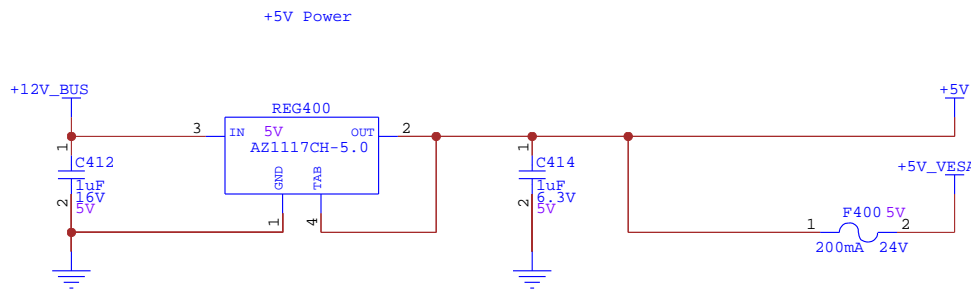 +5V Power
+12V_BUS
+5V
REG400
3
IN
5V
OUT
2
AZ1117CH-5.0
GND
TAB
1
4
1
C412
1uF
16V
5V
2
1
C414
1uF
6.3V
5V
2
+5V_VESA
F400
5V
1
2
200mA
24V